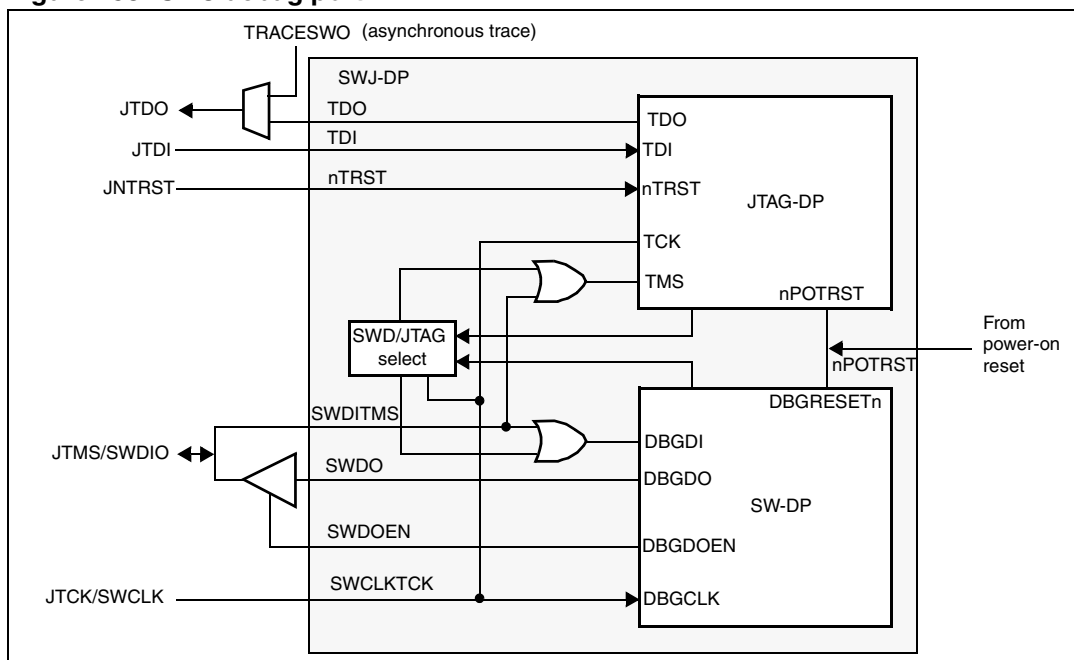 TRACESWO (asynchronous trace)
SWJ-DP
JTDO
TDO
TDO
JTDI
TDI
TDI
JNTRST
nTRST
nTRST
JTAG-DP
TCK
TMS
nPOTRST
SWD/JTAG
select
From
power-on
reset
nPOTRST
DBGRESETn
SWDITMS
JTMS/SWDIO
DBGDI
SWDO
DBGDO
SW-DP
SWDOEN
DBGDOEN
JTCK/SWCLK
SWCLKTCK
DBGCLK